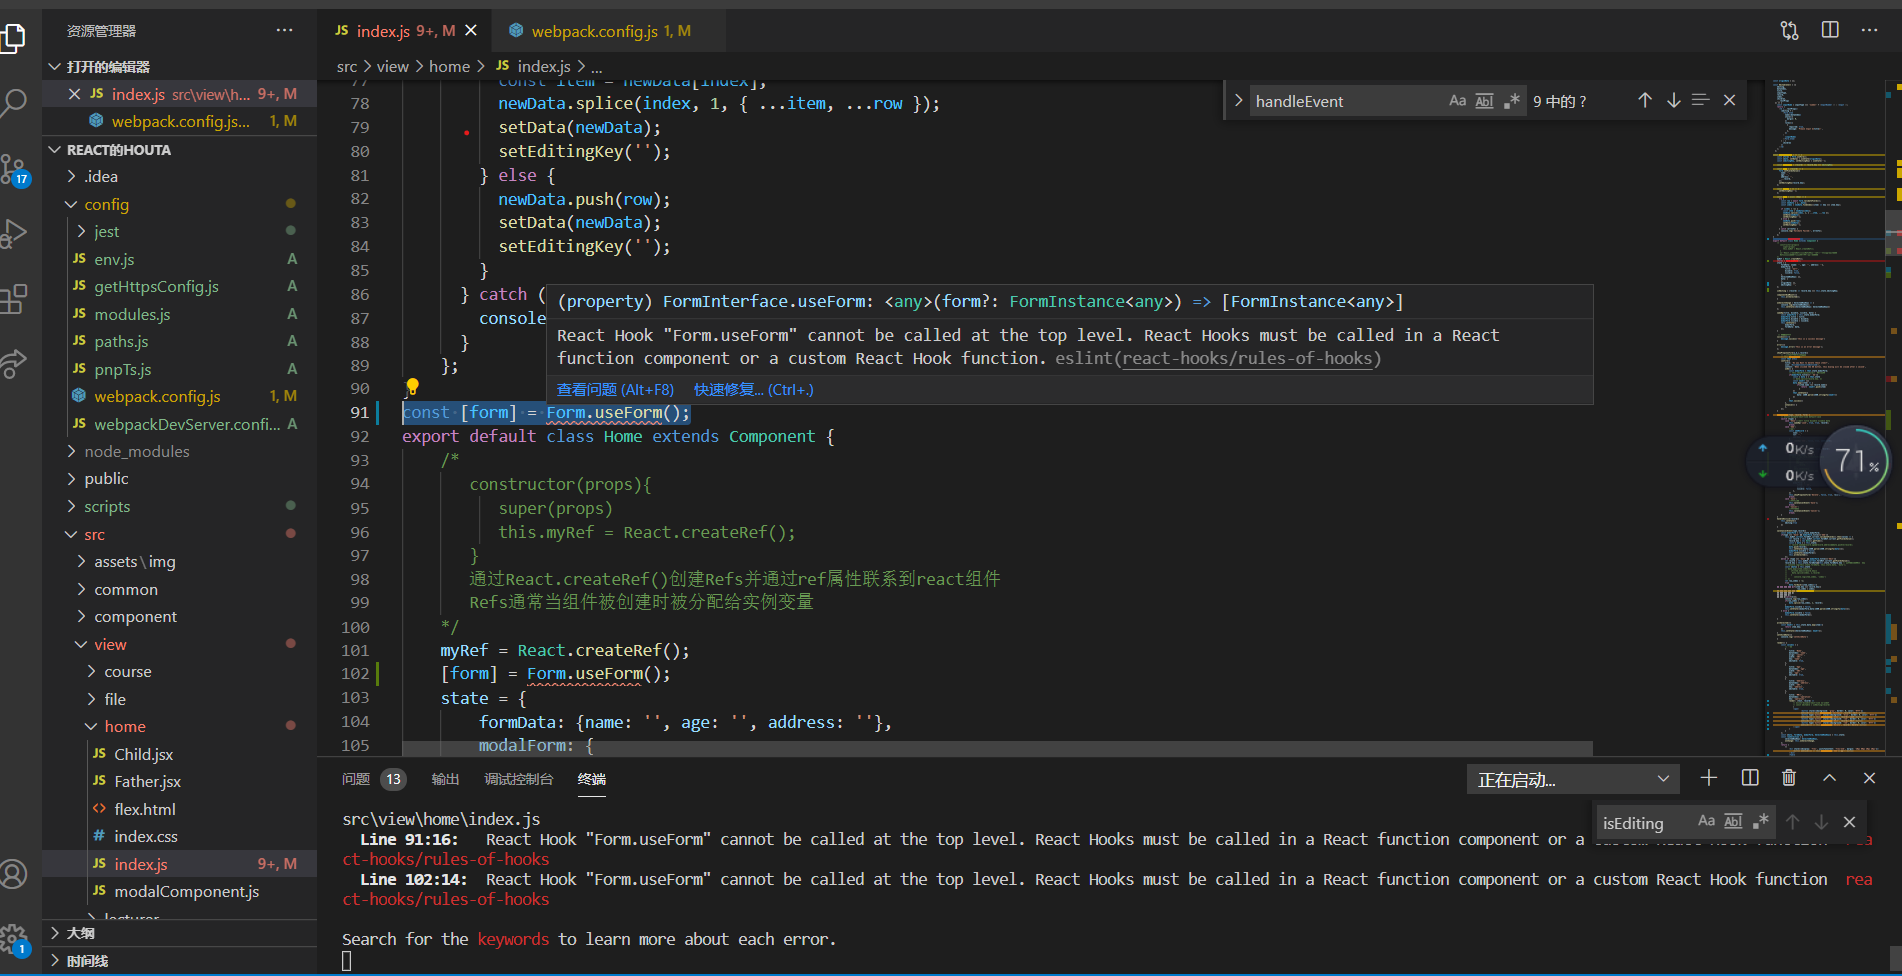 资源管理器
打开的编辑器
index.js src\view\h... 9+, M
webpack.config.js... 1, M
REACT的HOUTA
.idea
config
jest
env.js A
getHttpsConfig.js A
modules.js A
paths.js A
pnpTs.js A
webpack.config.js 1, M
webpackDevServer.confi... A
node_modules
public
scripts
src
assets\img
common
component
view
course
file
home
Child.jsx
Father.jsx
flex.html
index.css
index.js 9+, M
modalComponent.js
lecturer
大纲
时间线
17
1
index.js 9+, M
webpack.config.js 1, M
src > view > home > JS index.js > ...
handleEvent Aa Abl .* 9 中的 ?
77 const item = newData[index];
78 newData.splice(index, 1, { ...item, ...row });
79 setData(newData);
80 setEditingKey('');
81 } else {
82 newData.push(row);
83 setData(newData);
84 setEditingKey('');
85 }
86 } catch (
87 console
88 }
89 };
90 }
(property) FormInterface.useForm: <any>(form?: FormInstance<any>) => [FormInstance<any>]
React Hook "Form.useForm" cannot be called at the top level. React Hooks must be called in a React
function component or a custom React Hook function. eslint(react-hooks/rules-of-hooks)
查看问题 (Alt+F8) 快速修复... (Ctrl+.)
91 const [form] = Form.useForm();
92 export default class Home extends Component {
93 /*
94 constructor(props){
95 super(props)
96 this.myRef = React.createRef();
97 }
98 通过React.createRef()创建Refs并通过ref属性联系到react组件
99 Refs通常当组件被创建时被分配给实例变量
100 */
101 myRef = React.createRef();
102 [form] = Form.useForm();
103 state = {
104 formData: {name: '', age: '', address: ''},
105 modalForm: {
0K/s
0K/s
71%
问题 13 输出 调试控制台 终端
正在启动...
isEditing Aa Abl .*
src\view\home\index.js
Line 91:16: React Hook "Form.useForm" cannot be called at the top level. React Hooks must be called in a React function component or a custom React Hook function rea
ct-hooks/rules-of-hooks
Line 102:14: React Hook "Form.useForm" cannot be called at the top level. React Hooks must be called in a React function component or a custom React Hook function rea
ct-hooks/rules-of-hooks
Search for the keywords to learn more about each error.